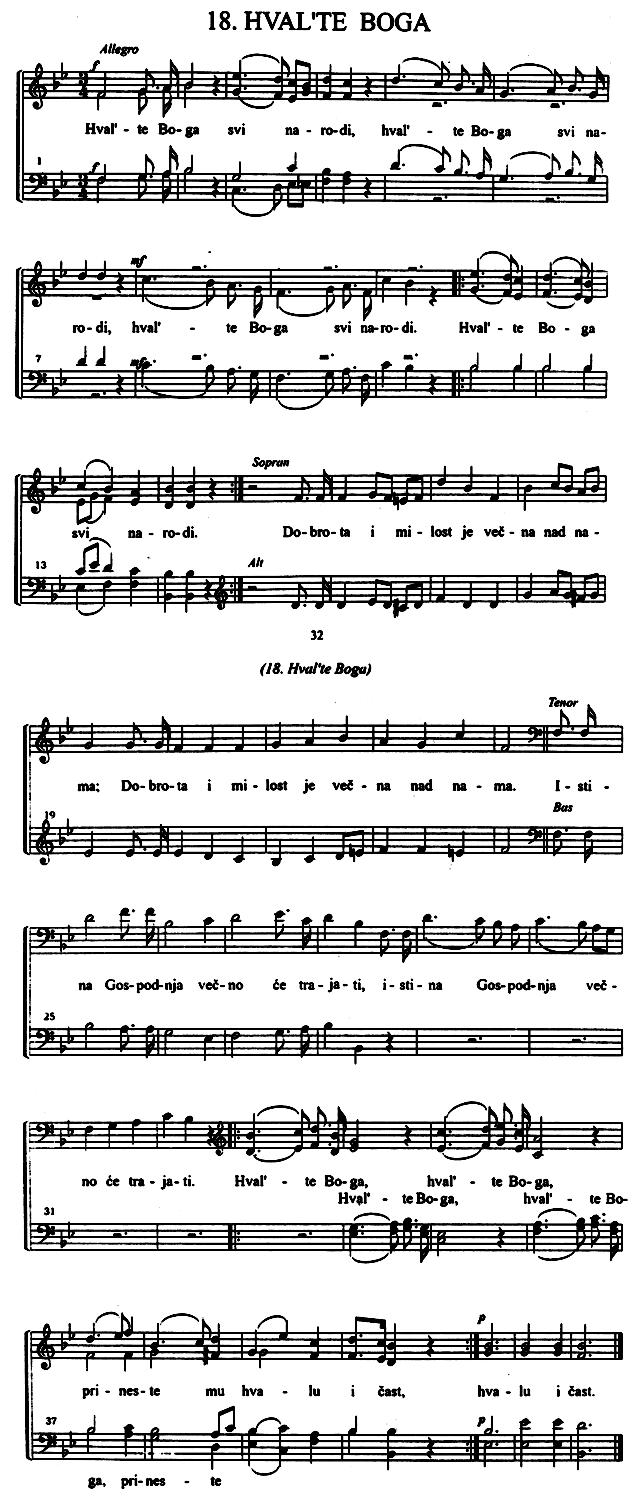 18. HVAL'TE BOGA
Allegro
f
Hval' - te Bo-ga svi na - ro-di, hval' - te Bo-ga svi na-
1
f
mf
ro-di, hval' - te Bo-ga svi na-ro-di. Hval' - te Bo - ga
7
mf
Sopran
svi na - ro-di. Do-bro-ta i mi - lost je več-na nad na -
13
Alt
32
(18. Hval'te Boga)
Tenor
ma; Do-bro-ta i mi-lost je več - na nad na - ma. I - sti -
19
Bas
na Gos-pod-nja več-no će tra-ja-ti, i-sti-na Gos-pod-nja več -
25
no će tra-ja-ti. Hval' - te Bo-ga, hval' - te Bo-ga,
Hval' - te Bo-ga, hval' - te Bo-
31
p
pri - nes-te mu hva - lu i čast, hva - lu i čast.
37
p
ga, pri-nes - te